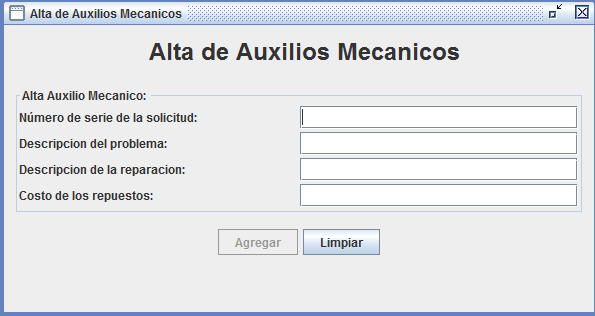 Alta de Auxilios Mecanicos
Alta de Auxilios Mecanicos
Alta Auxilio Mecanico:
Número de serie de la solicitud:
Descripcion del problema:
Descripcion de la reparacion:
Costo de los repuestos:
Agregar Limpiar